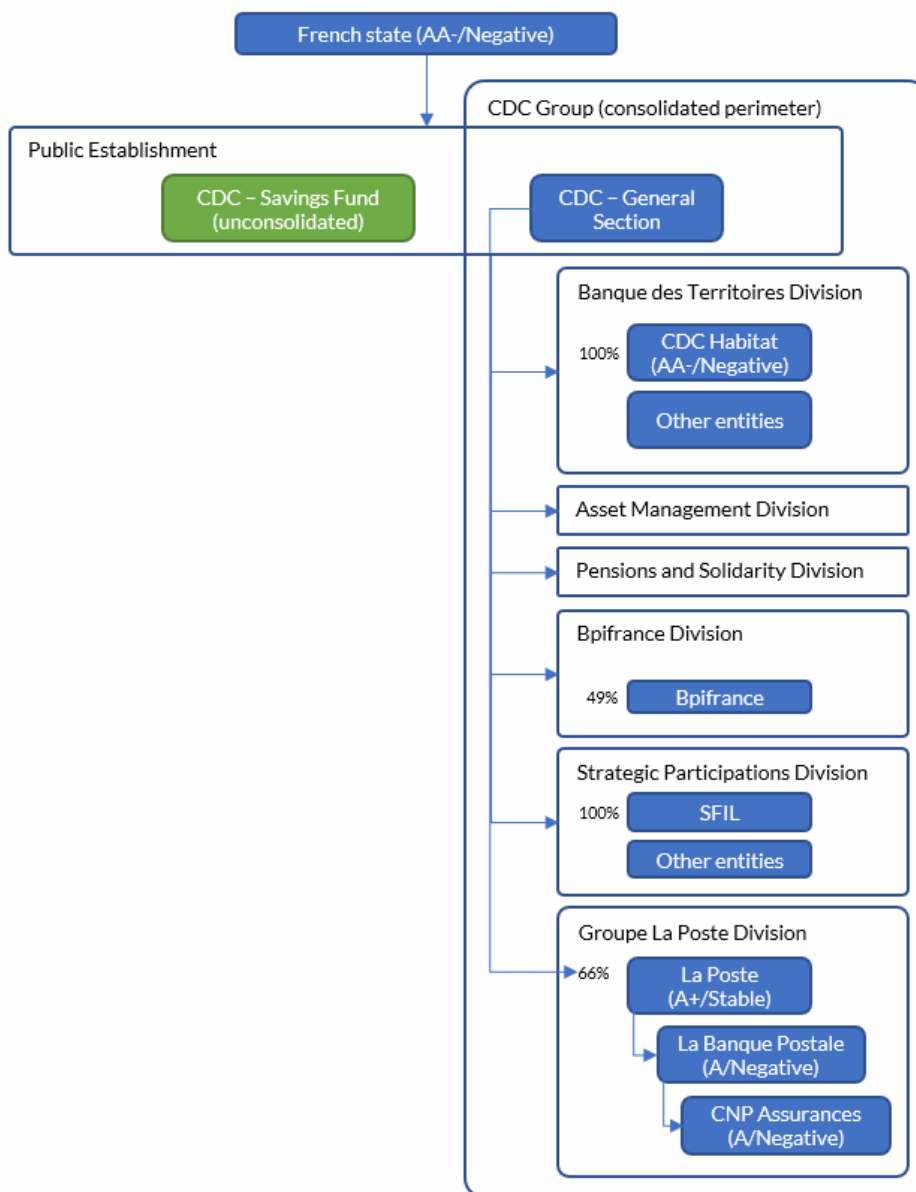 French state (AA-/Negative)
CDC Group (consolidated perimeter)
Public Establishment
CDC – Savings Fund
(unconsolidated)
CDC – General
Section
Banque des Territoires Division
100%
CDC Habitat
(AA-/Negative)
Other entities
Asset Management Division
Pensions and Solidarity Division
Bpifrance Division
49%
Bpifrance
Strategic Participations Division
100%
SFIL
Other entities
Groupe La Poste Division
66%
La Poste
(A+/Stable)
La Banque Postale
(A/Negative)
CNP Assurances
(A/Negative)